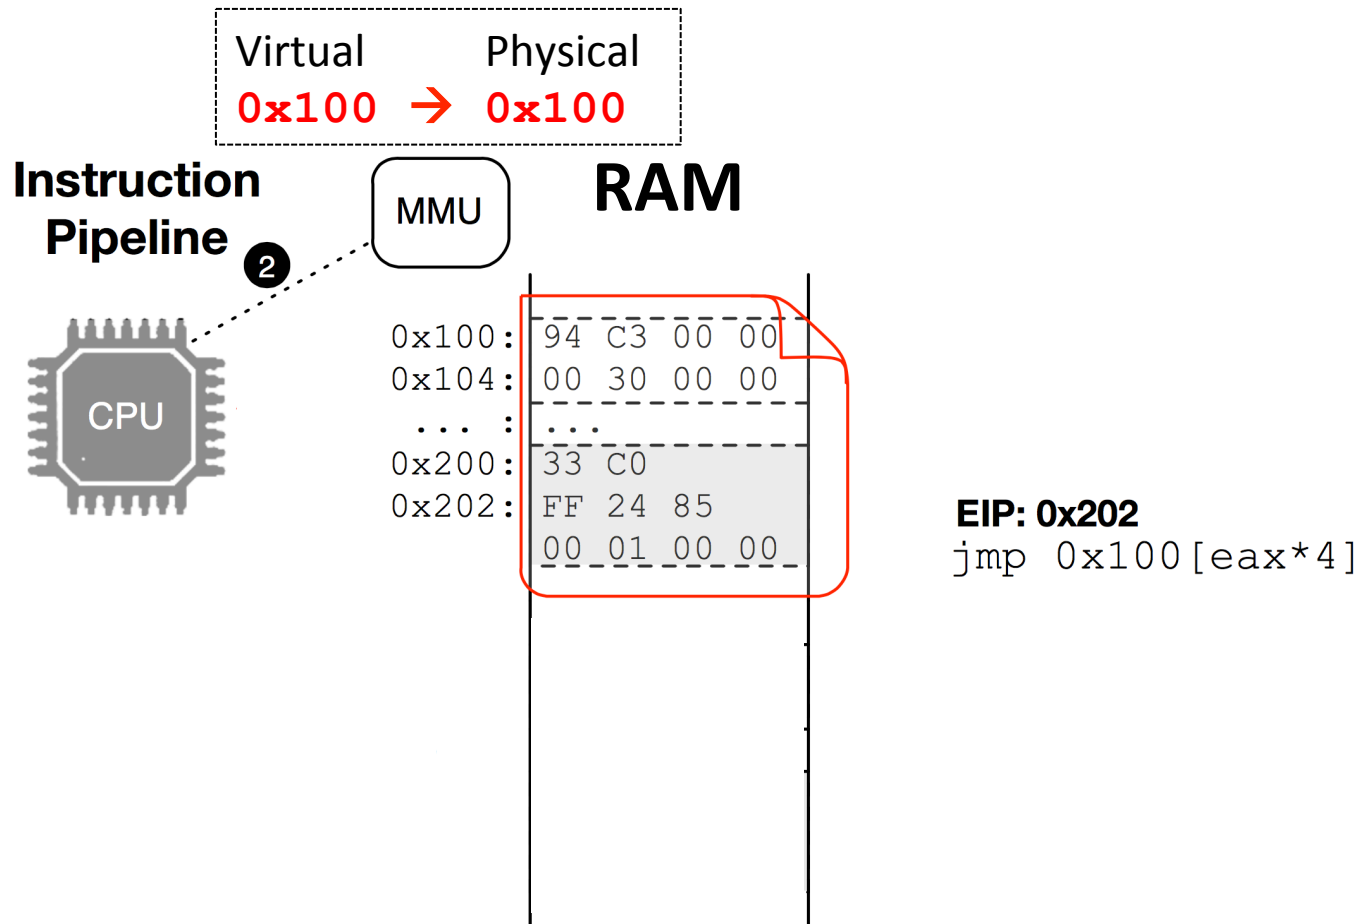 Virtual Physical
0x100 → 0x100
Instruction
Pipeline
2
MMU
RAM
CPU
0x100: 94 C3 00 00
0x104: 00 30 00 00
... : ...
0x200: 33 C0
0x202: FF 24 85
00 01 00 00
EIP: 0x202
jmp 0x100[eax*4]